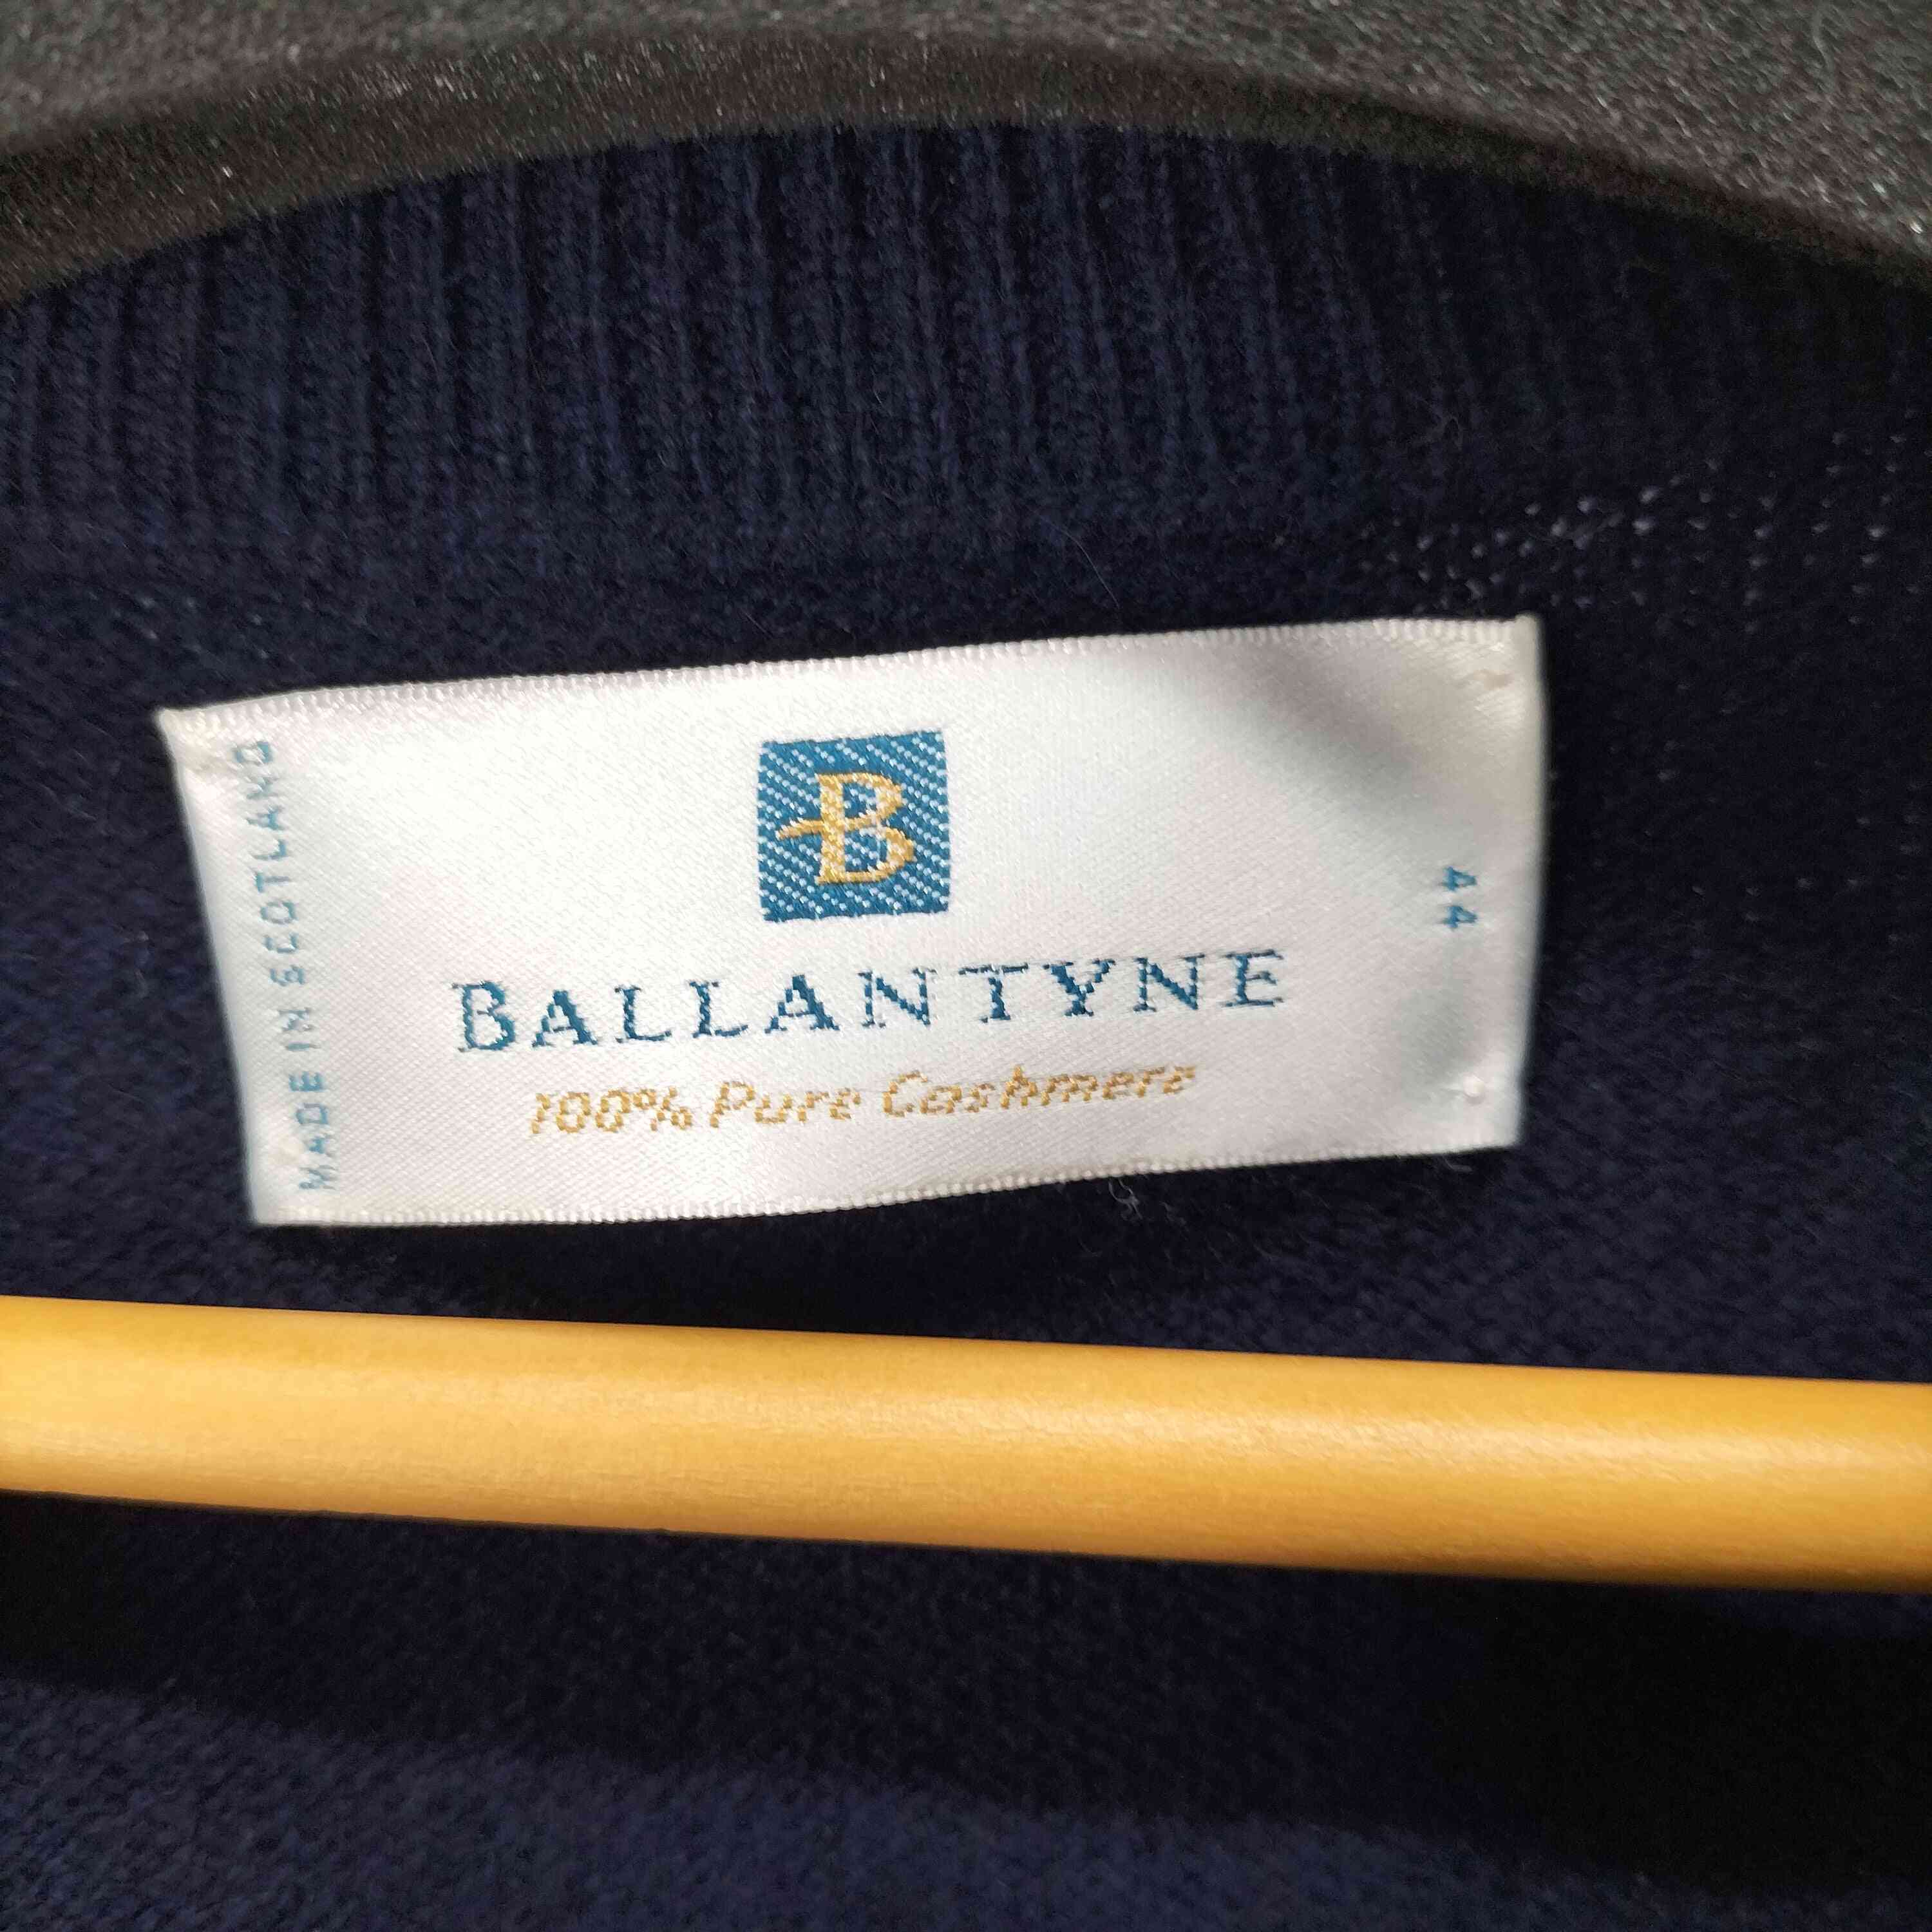 MADE IN SCOTLAND
B
BALLANTYNE
100% Pure Cashmere
44